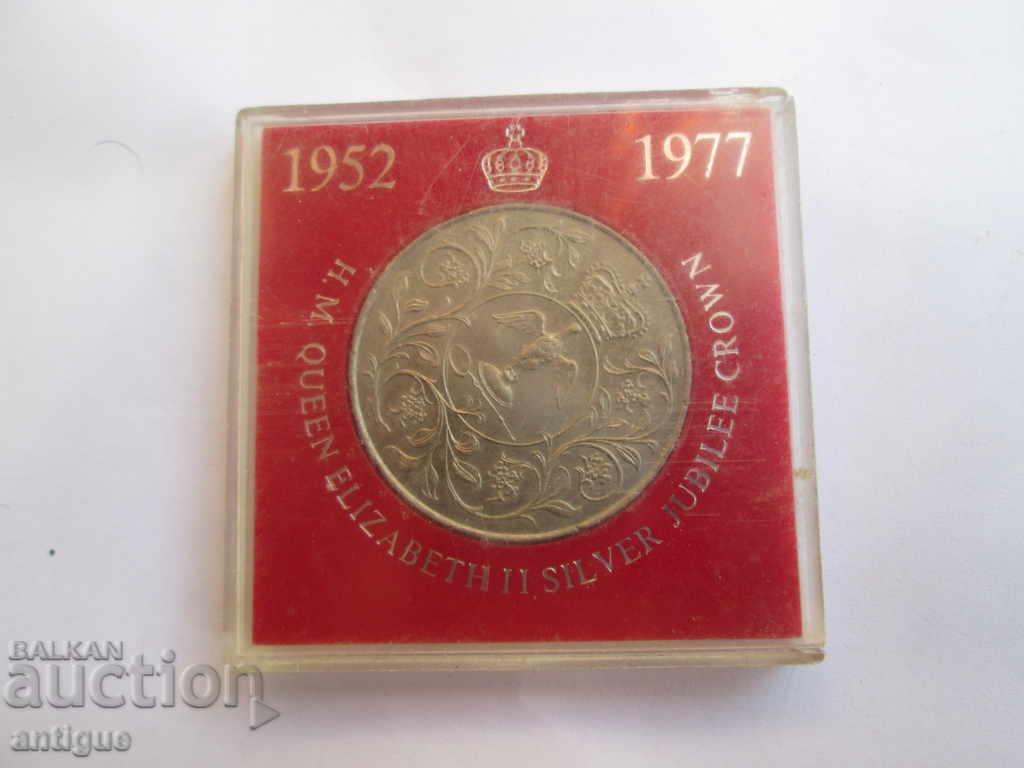 1952 1977
H. M. QUEEN ELIZABETH II SILVER JUBILEE CROWN
BALKAN
auction
antique